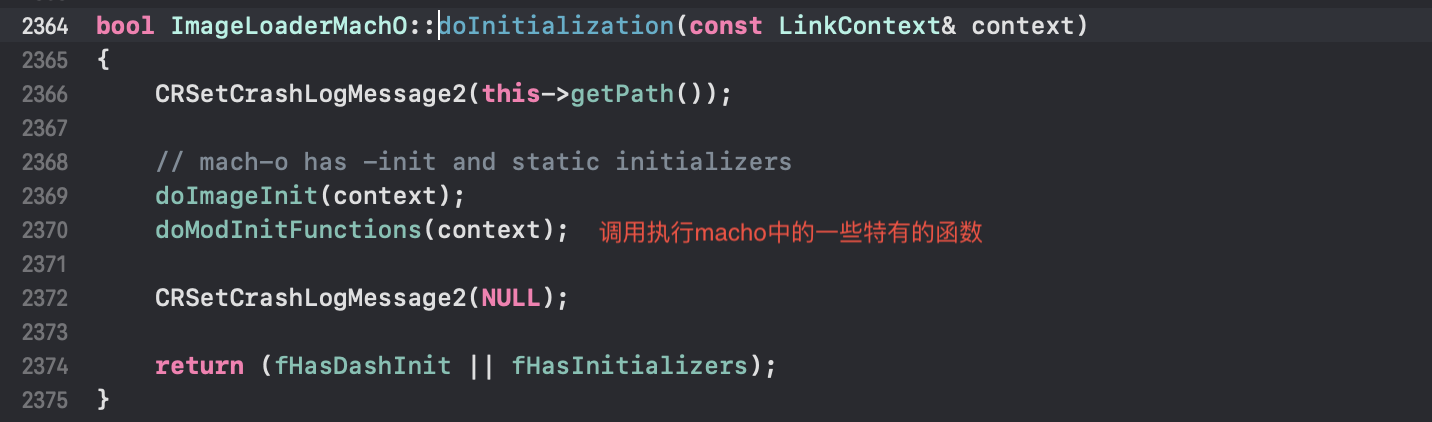 2364 bool ImageLoaderMachO::doInitialization(const LinkContext& context)
2365 {
2366     CRSetCrashLogMessage2(this->getPath());
2367
2368     // mach-o has -init and static initializers
2369     doImageInit(context);
2370     doModInitFunctions(context); 调用执行macho中的一些特有的函数
2371
2372     CRSetCrashLogMessage2(NULL);
2373
2374     return (fHasDashInit || fHasInitializers);
2375 }